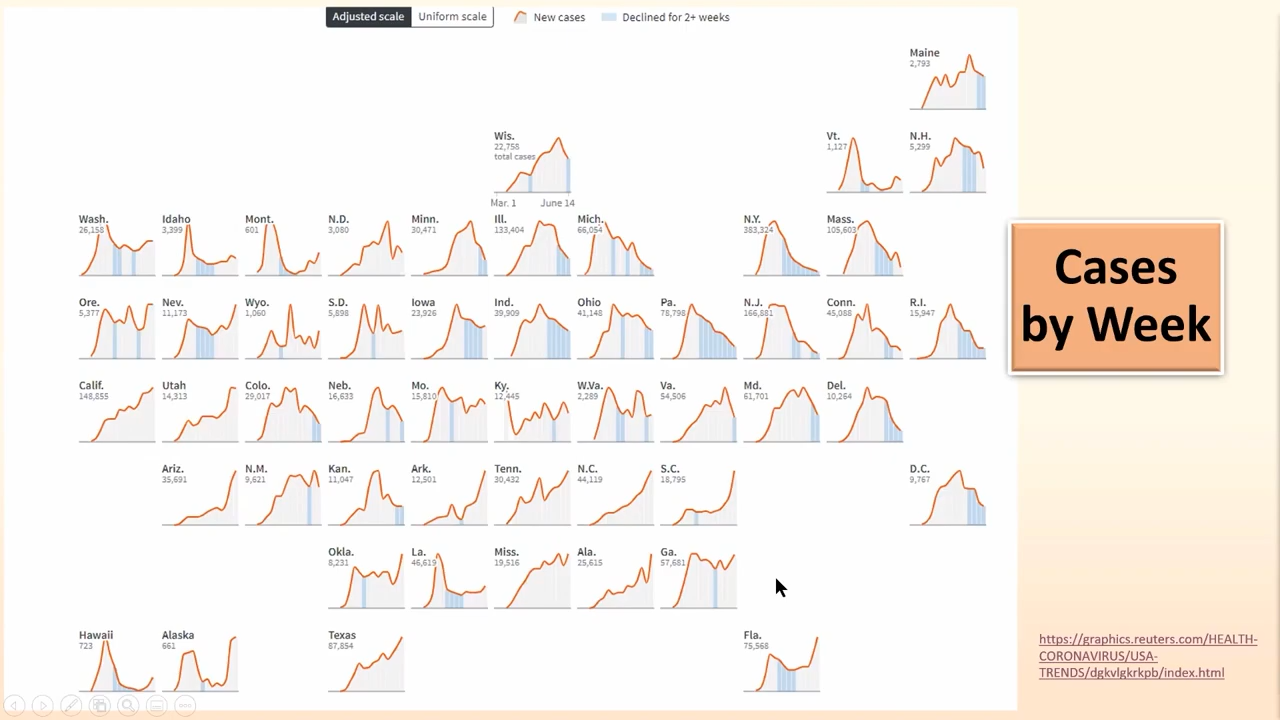 Adjusted scale Uniform scale New cases Declined for 2+ weeks
Maine
2,793
Wis.
22,758
total cases
Mar. 1 June 14
Vt.
1,127
N.H.
5,299
Wash.
26,158
Idaho
3,399
Mont.
601
N.D.
3,080
Minn.
30,471
Ill.
133,404
Mich.
66,054
N.Y.
383,324
Mass.
105,603
Ore.
5,377
Nev.
11,173
Wyo.
1,060
S.D.
5,898
Iowa
23,926
Ind.
39,909
Ohio
41,148
Pa.
78,798
N.J.
166,881
Conn.
45,088
R.I.
15,947
Calif.
148,855
Utah
14,313
Colo.
29,017
Neb.
16,633
Mo.
15,810
Ky.
12,445
W.Va.
2,289
Va.
54,506
Md.
61,701
Del.
10,264
Ariz.
35,691
N.M.
9,621
Kan.
11,047
Ark.
12,501
Tenn.
30,432
N.C.
44,119
S.C.
18,795
D.C.
9,767
Okla.
8,231
La.
46,619
Miss.
19,516
Ala.
25,615
Ga.
57,681
Hawaii
723
Alaska
661
Texas
87,854
Fla.
75,568
Cases
by Week
https://graphics.reuters.com/HEALTH-
CORONAVIRUS/USA-
TRENDS/dgkvlgkrkpb/index.html